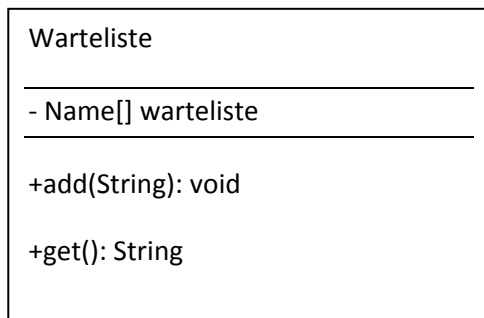 Warteliste
- Name[] warteliste
+add(String): void
+get(): String